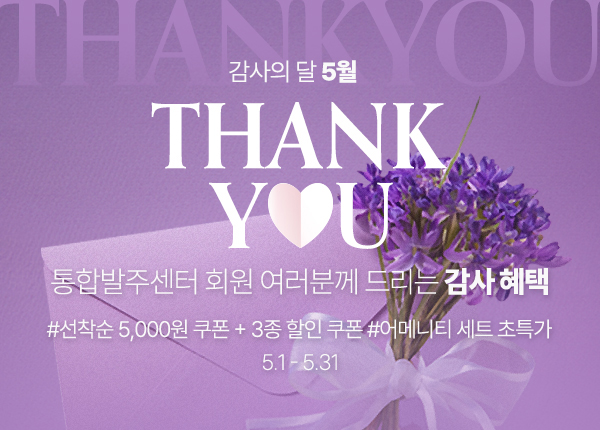 THANKYOU
감사의 달 5월
THANK
YOU
통합발주센터 회원 여러분께 드리는 감사 혜택
#선착순 5,000원 쿠폰 + 3종 할인 쿠폰 #어메니티 세트 초특가
5.1 - 5.31